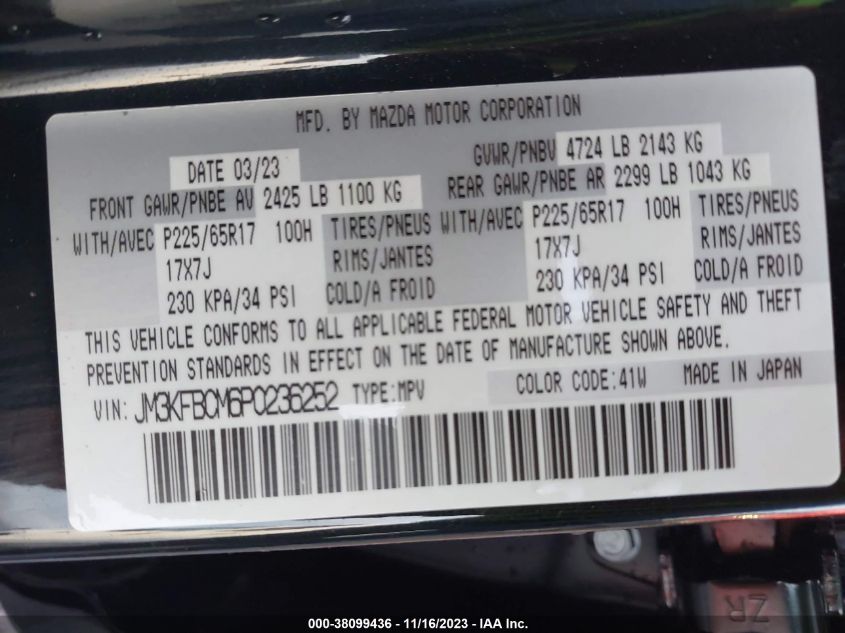 MFD. BY MAZDA MOTOR CORPORATION
DATE 03/23 GVWR/PNBV 4724 LB 2143 KG
FRONT GAWR/PNBE AV 2425 LB 1100 KG REAR GAWR/PNBE AR 2299 LB 1043 KG
WITH/AVEC P225/65R17 100H TIRES/PNEUS WITH/AVEC P225/65R17 100H TIRES/PNEUS
17X7J RIMS/JANTES 17X7J RIMS/JANTES
230 KPA/34 PSI COLD/A FROID 230 KPA/34 PSI COLD/A FROID
THIS VEHICLE CONFORMS TO ALL APPLICABLE FEDERAL MOTOR VEHICLE SAFETY AND THEFT
PREVENTION STANDARDS IN EFFECT ON THE DATE OF MANUFACTURE SHOWN ABOVE.
VIN: JM3KFBCM6P0236252 TYPE:MPV COLOR CODE:41W MADE IN JAPAN
ZR
000-38099436 - 11/16/2023 - IAA Inc.